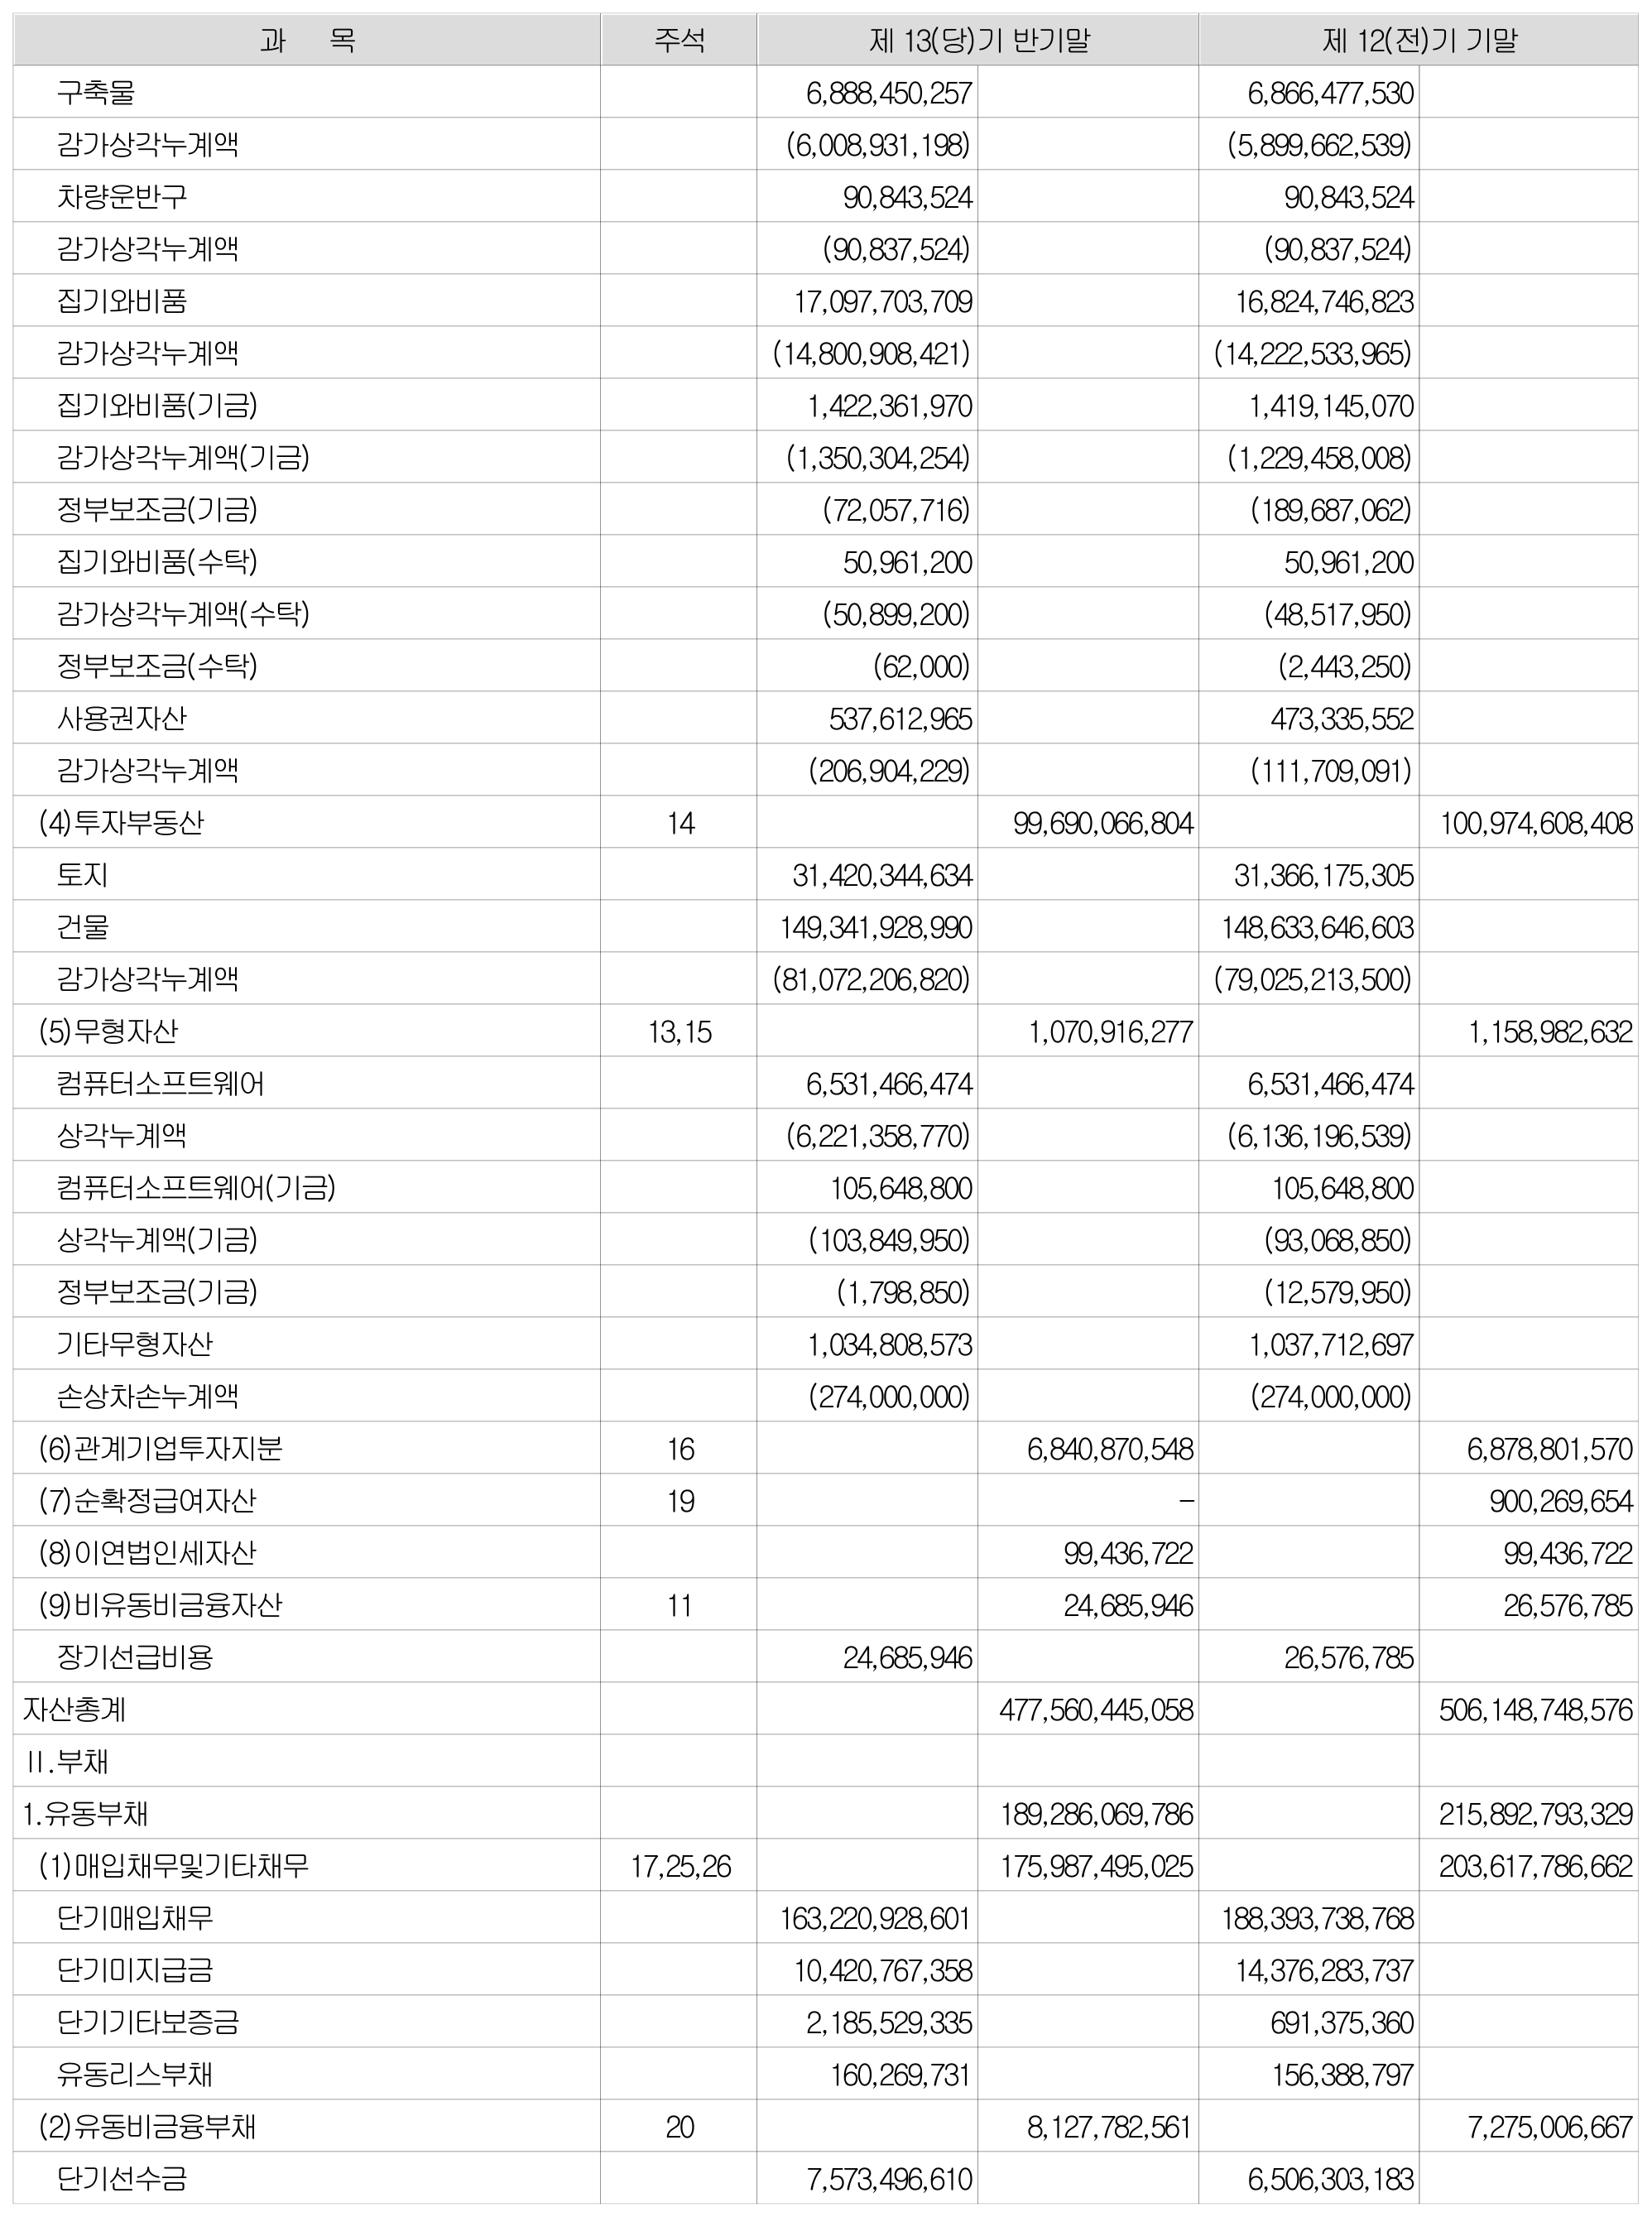 과 목 주석 제 13(당)기 반기말 제 12(전)기 기말
구축물 6,888,450,257 6,866,477,530
감가상각누계액 (6,008,931,198) (5,899,662,539)
차량운반구 90,843,524 90,843,524
감가상각누계액 (90,837,524) (90,837,524)
집기와비품 17,097,703,709 16,824,746,823
감가상각누계액 (14,800,908,421) (14,222,533,965)
집기와비품(기금) 1,422,361,970 1,419,145,070
감가상각누계액(기금) (1,350,304,254) (1,229,458,008)
정부보조금(기금) (72,057,716) (189,687,062)
집기와비품(수탁) 50,961,200 50,961,200
감가상각누계액(수탁) (50,899,200) (48,517,950)
정부보조금(수탁) (62,000) (2,443,250)
사용권자산 537,612,965 473,335,552
감가상각누계액 (206,904,229) (111,709,091)
(4)투자부동산 14 99,690,066,804 100,974,608,408
토지 31,420,344,634 31,366,175,305
건물 149,341,928,990 148,633,646,603
감가상각누계액 (81,072,206,820) (79,025,213,500)
(5)무형자산 13,15 1,070,916,277 1,158,982,632
컴퓨터소프트웨어 6,531,466,474 6,531,466,474
상각누계액 (6,221,358,770) (6,136,196,539)
컴퓨터소프트웨어(기금) 105,648,800 105,648,800
상각누계액(기금) (103,849,950) (93,068,850)
정부보조금(기금) (1,798,850) (12,579,950)
기타무형자산 1,034,808,573 1,037,712,697
손상차손누계액 (274,000,000) (274,000,000)
(6)관계기업투자지분 16 6,840,870,548 6,878,801,570
(7)순확정급여자산 19 – 900,269,654
(8)이연법인세자산 99,436,722 99,436,722
(9)비유동비금융자산 11 24,685,946 26,576,785
장기선급비용 24,685,946 26,576,785
자산총계 477,560,445,058 506,148,748,576
Ⅱ.부채
1.유동부채 189,286,069,786 215,892,793,329
(1)매입채무및기타채무 17,25,26 175,987,495,025 203,617,786,662
단기매입채무 163,220,928,601 188,393,738,768
단기미지급금 10,420,767,358 14,376,283,737
단기기타보증금 2,185,529,335 691,375,360
유동리스부채 160,269,731 156,388,797
(2)유동비금융부채 20 8,127,782,561 7,275,006,667
단기선수금 7,573,496,610 6,506,303,183